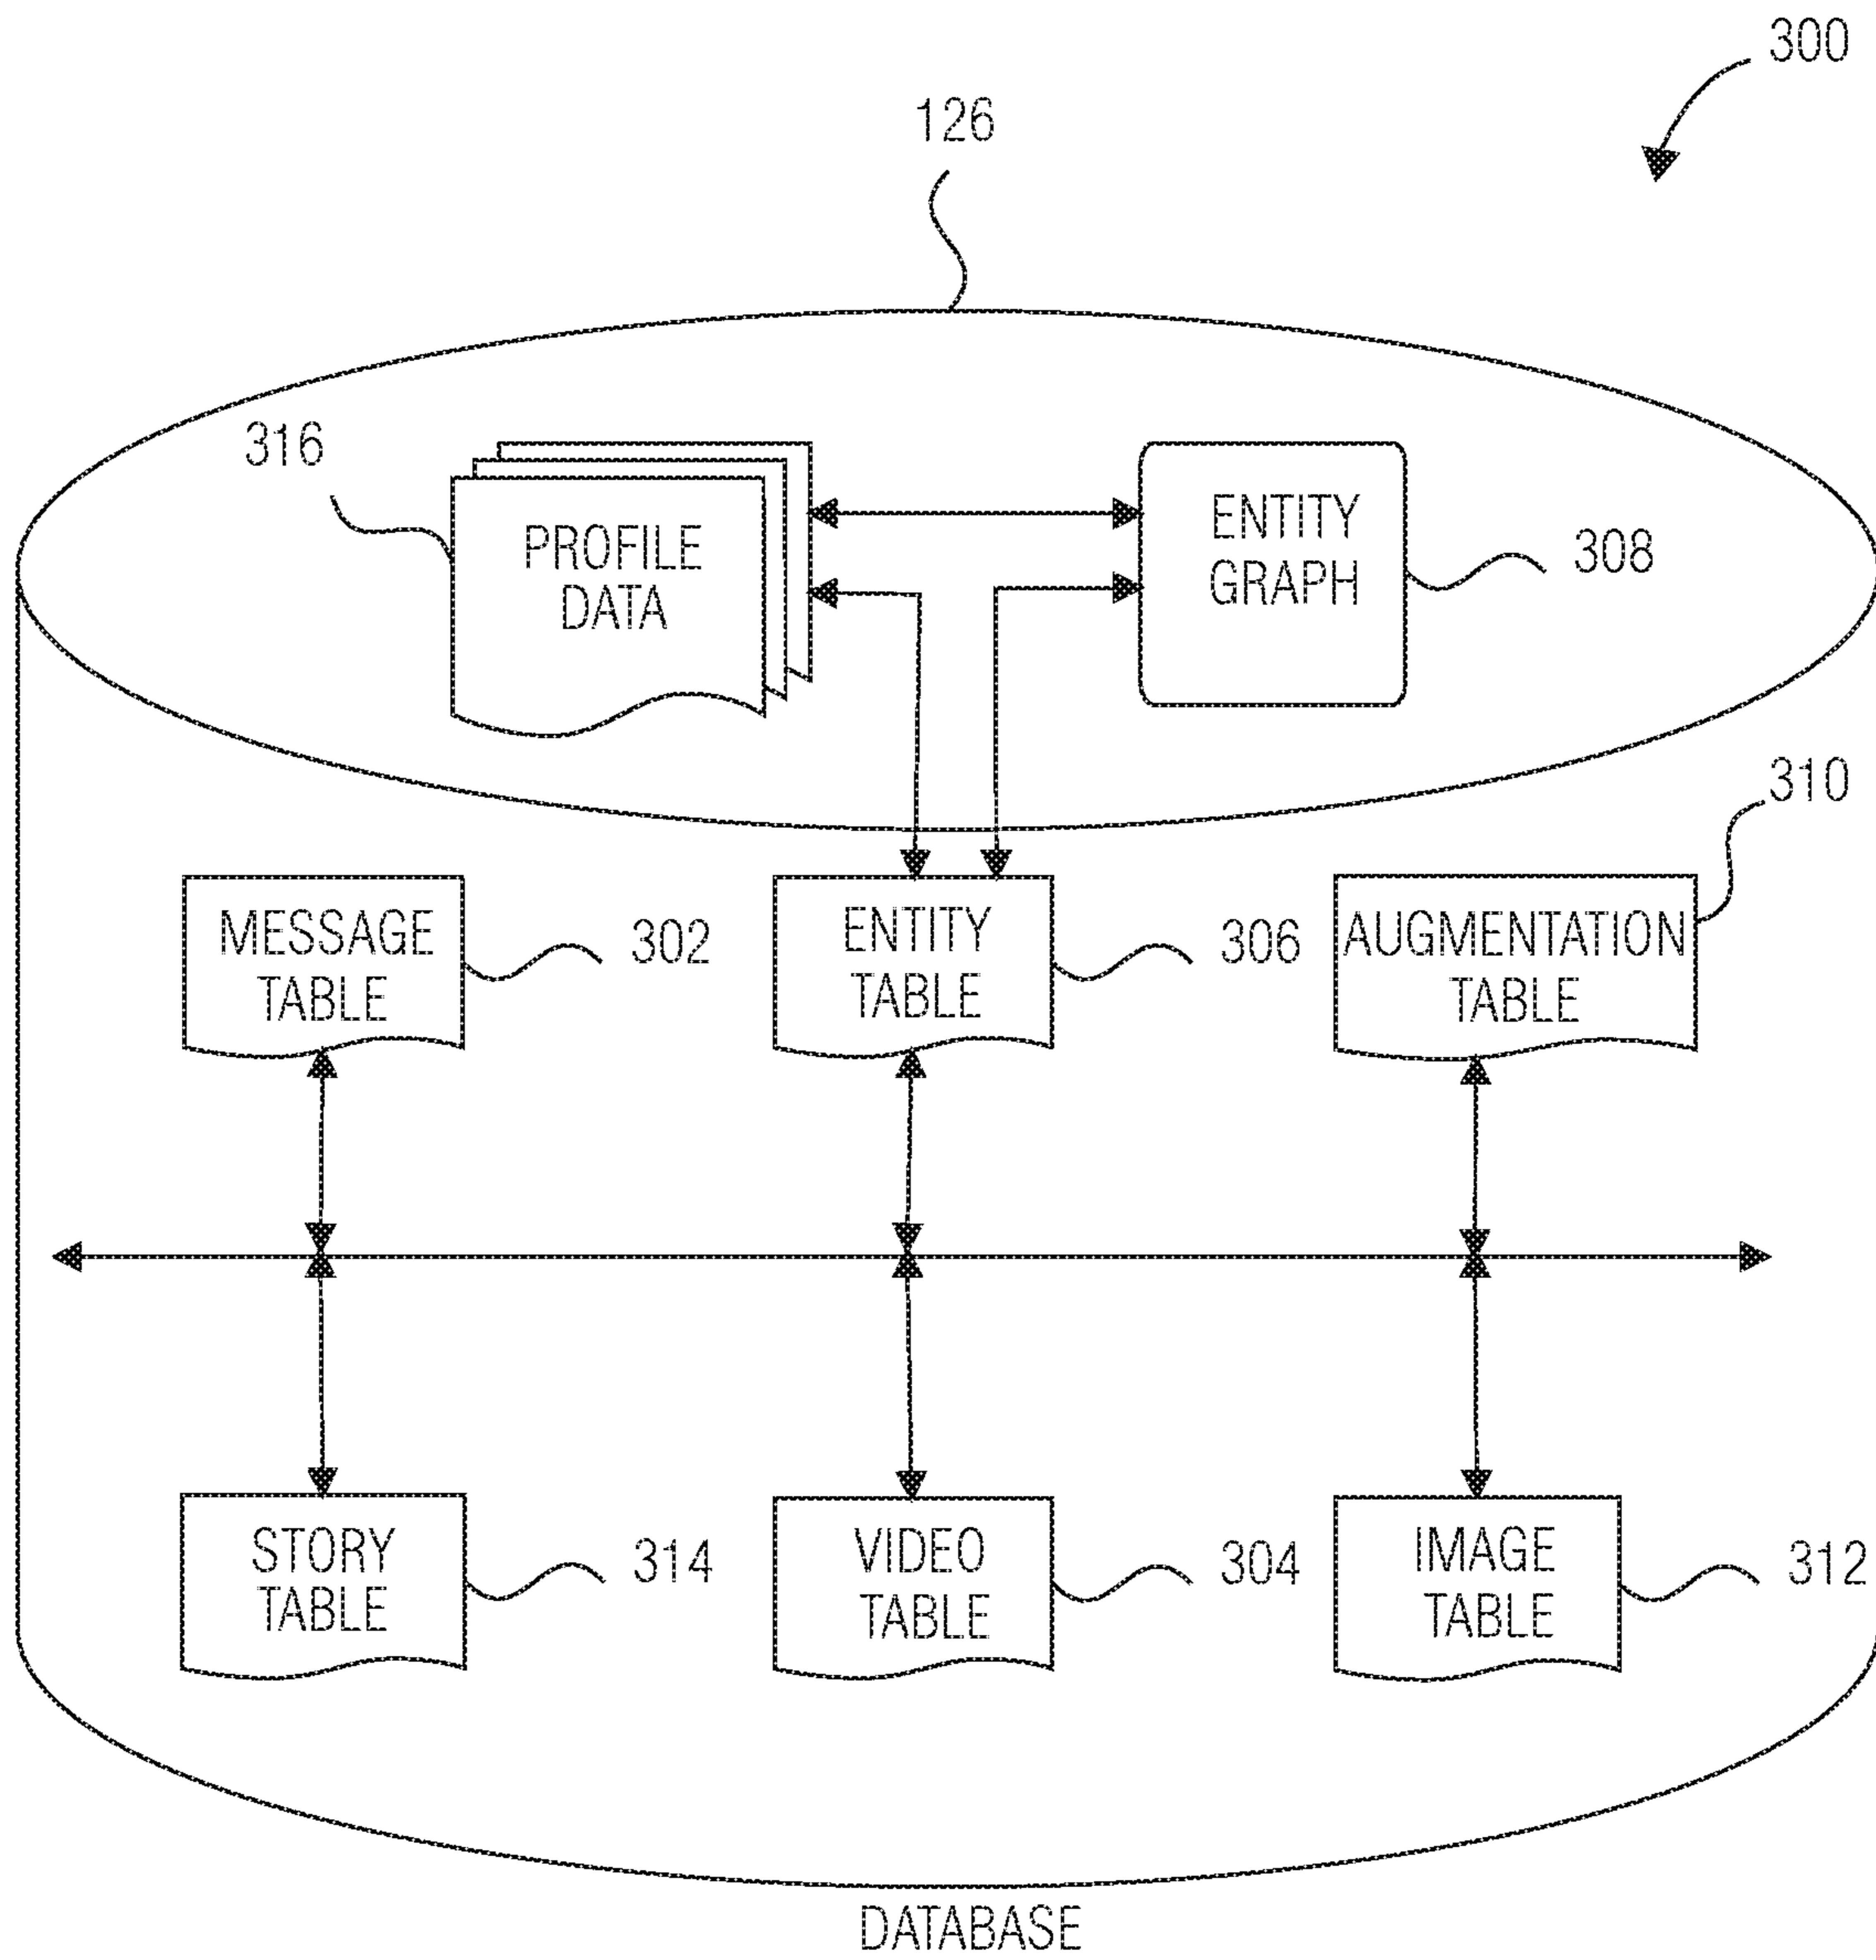 300
126
316
PROFILE
DATA
ENTITY
GRAPH
308
310
MESSAGE
TABLE
302
ENTITY
TABLE
306
AUGMENTATION
TABLE
STORY
TABLE
314
VIDEO
TABLE
304
IMAGE
TABLE
312
DATABASE